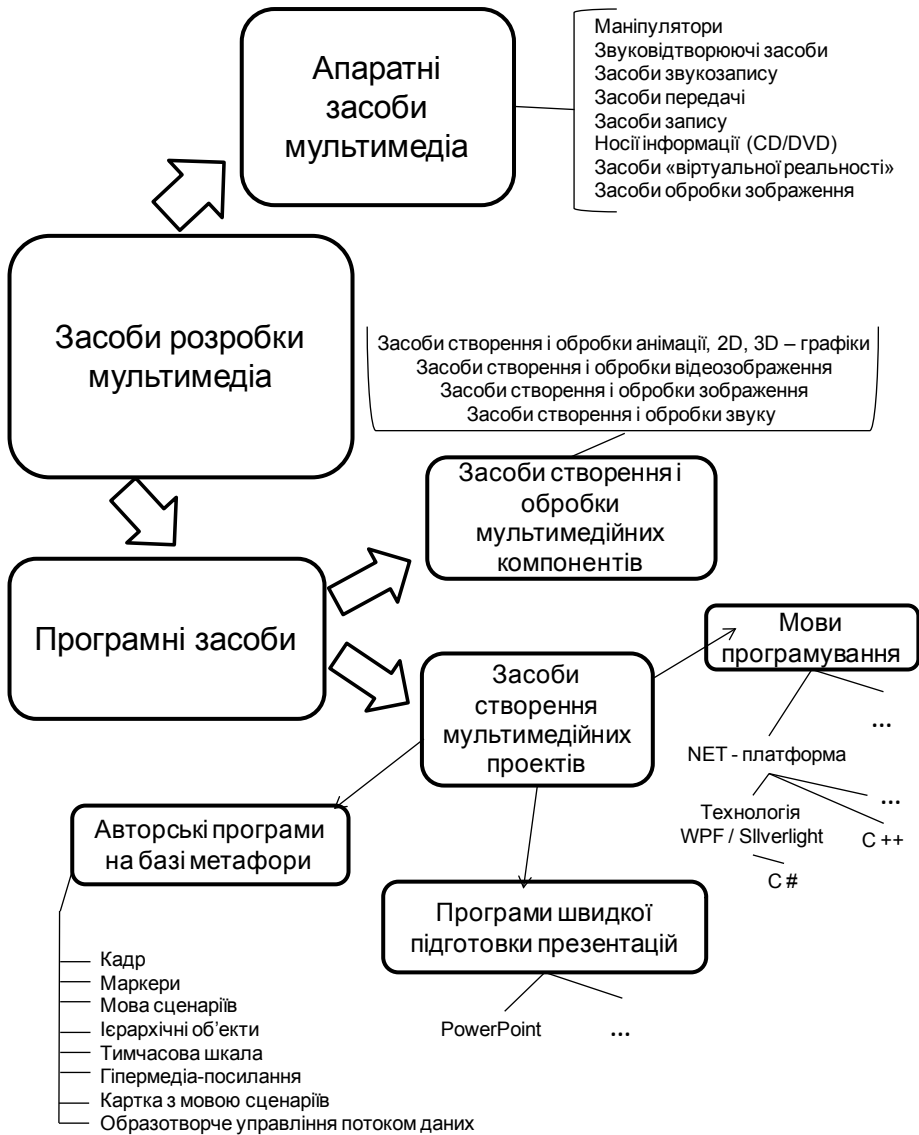 Апаратні
засоби
мультимедіа
Маніпулятори
Звуковідтворюючі засоби
Засоби звукозапису
Засоби передачі
Засоби запису
Носії інформації (CD/DVD)
Засоби «віртуальної реальності»
Засоби обробки зображення
Засоби розробки
мультимедіа
Засоби створення і обробки анімації, 2D, 3D – графіки
Засоби створення і обробки відеозображення
Засоби створення і обробки зображення
Засоби створення і обробки звуку
Засоби створення і
обробки
мультимедійних
компонентів
Програмні засоби
Засоби
створення
мультимедійних
проектів
Мови
програмування
...
NET - платформа
...
Технологія
WPF / SIlverlight
C ++
C #
Авторські програми
на базі метафори
Кадр
Маркери
Мова сценаріїв
Ієрархічні об’екти
Тимчасова шкала
Гіпермедіа-посилання
Картка з мовою сценаріїв
Образотворче управління потоком даних
Програми швидкої
підготовки презентацій
PowerPoint
...